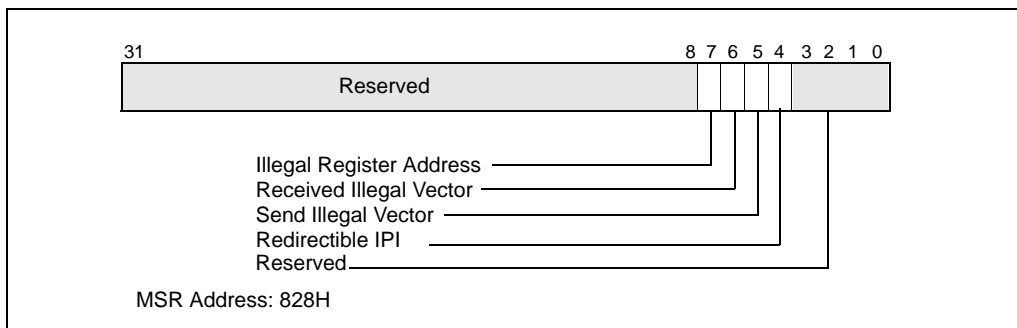 31 8 7 6 5 4 3 2 1 0
Reserved
Illegal Register Address
Received Illegal Vector
Send Illegal Vector
Redirectible IPI
Reserved
MSR Address: 828H